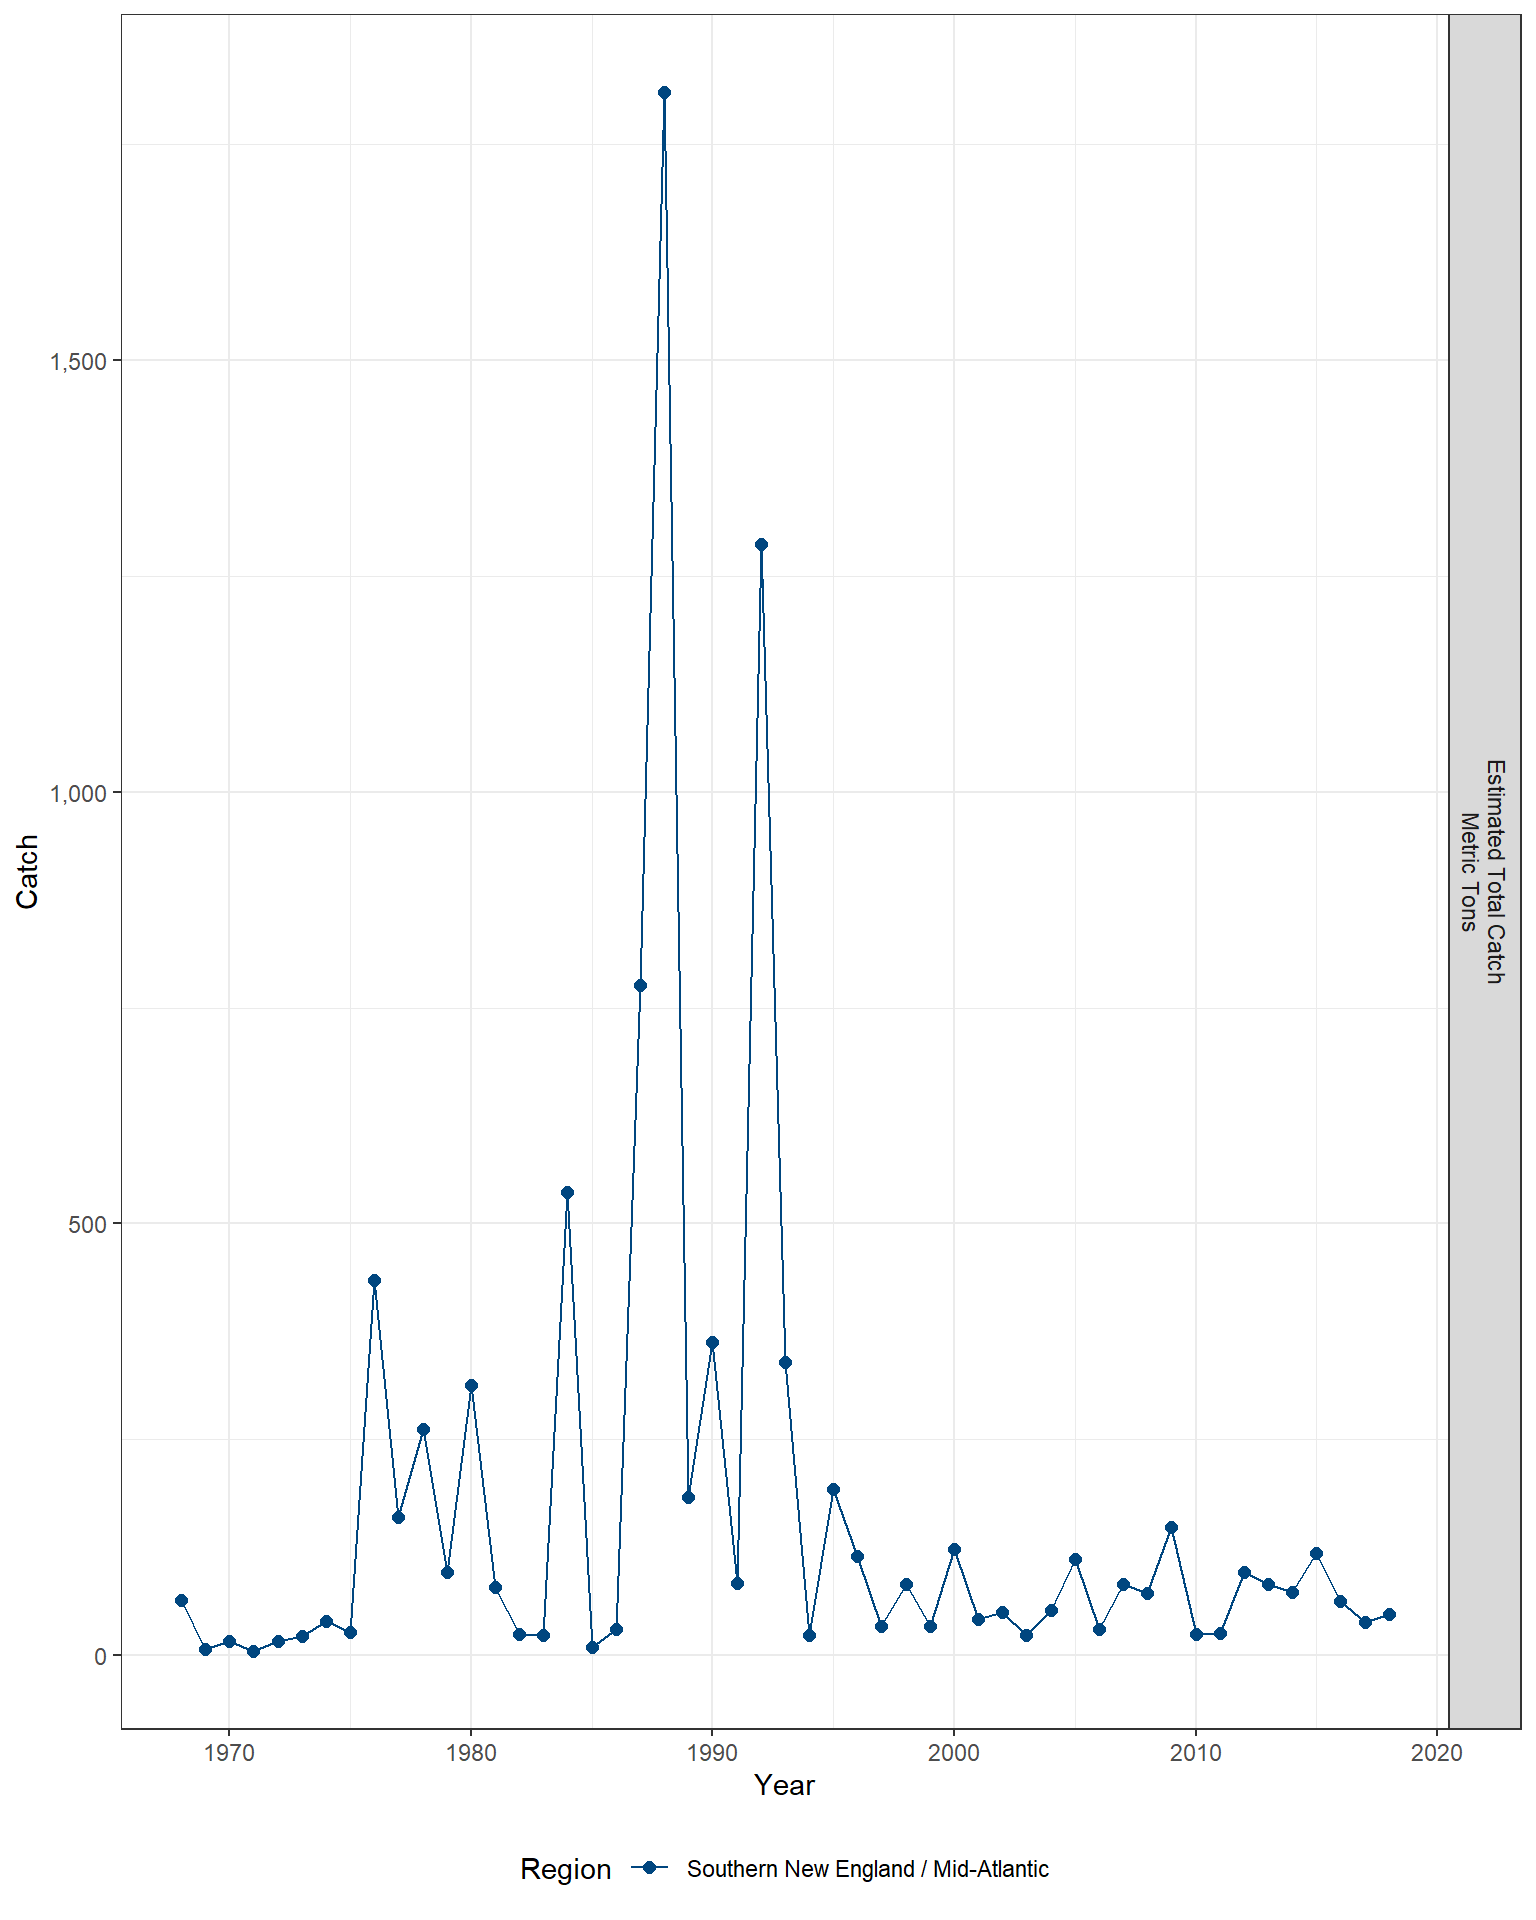 1,500
1,000
500
0
Catch
Estimated Total Catch
Metric Tons
1970 1980 1990 2000 2010 2020
Year
Region Southern New England / Mid-Atlantic